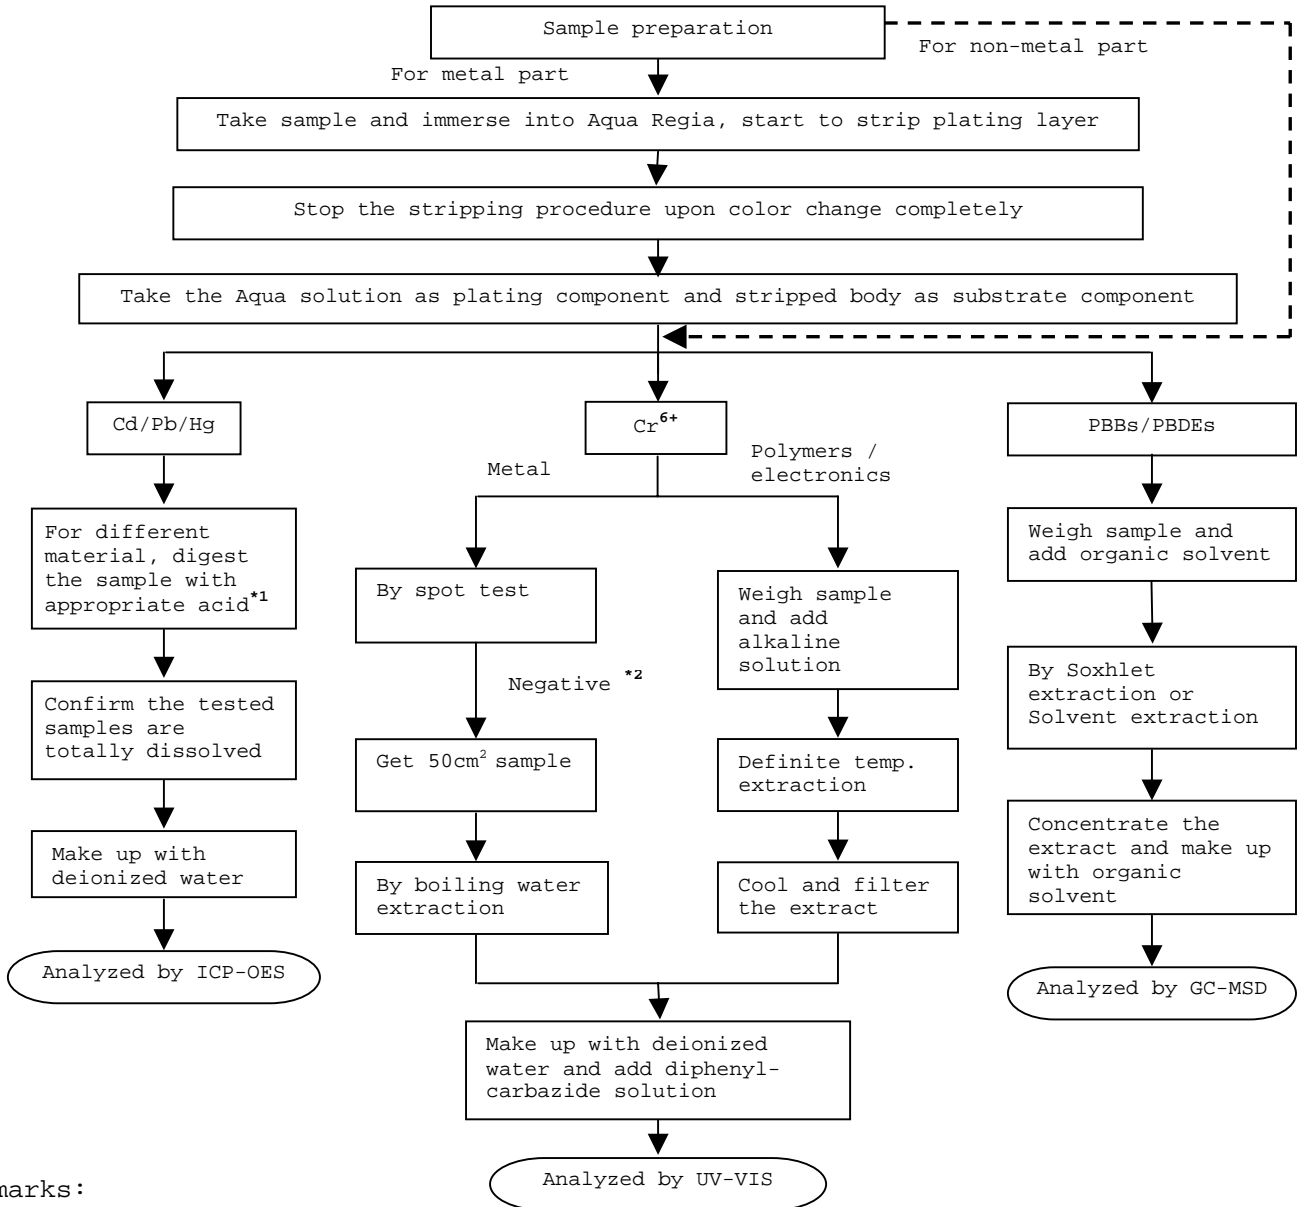 Sample preparation
For non-metal part
For metal part
Take sample and immerse into Aqua Regia, start to strip plating layer
Stop the stripping procedure upon color change completely
Take the Aqua solution as plating component and stripped body as substrate component
Cd/Pb/Hg
For different
material, digest
the sample with
appropriate acid*1
Confirm the tested
samples are
totally dissolved
Make up with
deionized water
Analyzed by ICP-OES
Cr6+
Metal
By spot test
Negative *2
Get 50cm2 sample
By boiling water
extraction
Polymers /
electronics
Weigh sample
and add
alkaline
solution
Definite temp.
extraction
Cool and filter
the extract
Make up with deionized
water and add diphenyl-
carbazide solution
Analyzed by UV-VIS
PBBs/PBDEs
Weigh sample and
add organic solvent
By Soxhlet
extraction or
Solvent extraction
Concentrate the
extract and make up
with organic
solvent
Analyzed by GC-MSD
marks: